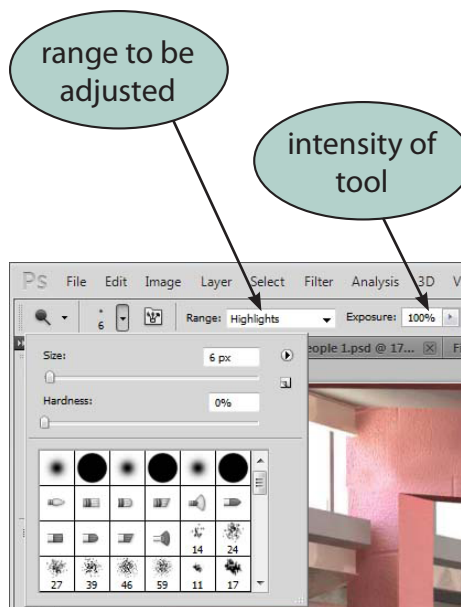 range to be
adjusted
intensity of
tool
Ps File Edit Image Layer Select Filter Analysis 3D V
6 Range: Highlights Exposure: 100%
eople 1.psd @ 17... Fi
Size: 6 px
Hardness: 0%
14 24
27 39 46 59 11 17